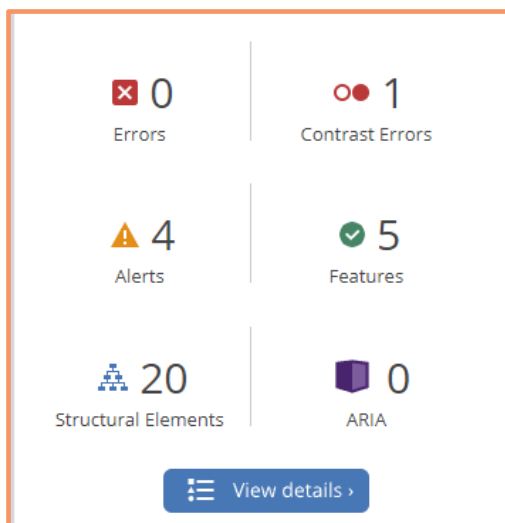 0 1
Errors Contrast Errors
4 5
Alerts Features
20 0
Structural Elements ARIA
View details ›